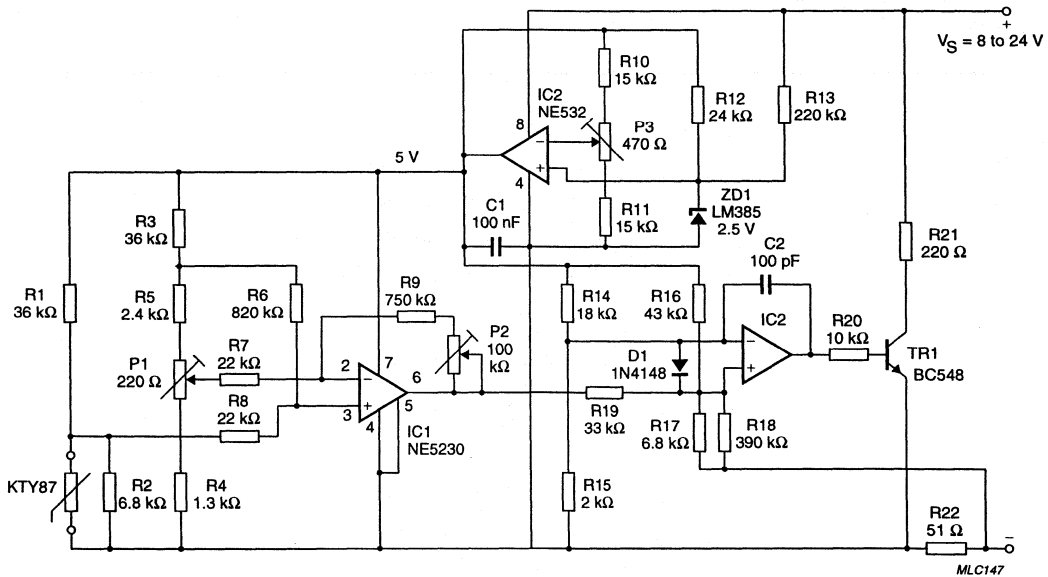 +
V_S = 8 to 24 V
R10
15 kΩ
IC2
NE532
8
−
+
4
P3
470 Ω
R12
24 kΩ
R13
220 kΩ
5 V
ZD1
LM385
2.5 V
C1
100 nF
R11
15 kΩ
R3
36 kΩ
C2
100 pF
R21
220 Ω
R1
36 kΩ
R5
2.4 kΩ
R6
820 kΩ
R9
750 kΩ
R14
18 kΩ
R16
43 kΩ
IC2
P1
220 Ω
R7
22 kΩ
P2
100
kΩ
D1
1N4148
−
+
R20
10 kΩ
TR1
BC548
2
7
−
6
+
3
4
5
R8
22 kΩ
IC1
NE5230
R19
33 kΩ
R17
6.8 kΩ
R18
390 kΩ
KTY87
R2
6.8 kΩ
R4
1.3 kΩ
R15
2 kΩ
R22
51 Ω
−
MLC147